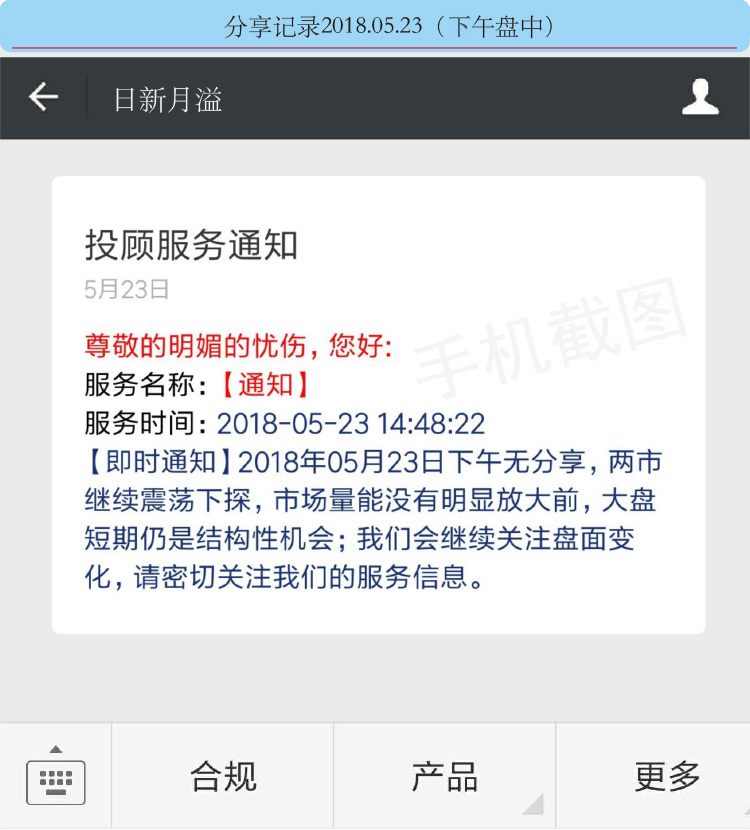 分享记录2018.05.23（下午盘中）
日新月溢
投顾服务通知
5月23日
尊敬的明媚的忧伤，您好:
服务名称：【通知】
服务时间：2018-05-23 14:48:22
【即时通知】2018年05月23日下午无分享，两市
继续震荡下探，市场量能没有明显放大前，大盘
短期仍是结构性机会；我们会继续关注盘面变
化，请密切关注我们的服务信息。
手机截图
合规
产品
更多